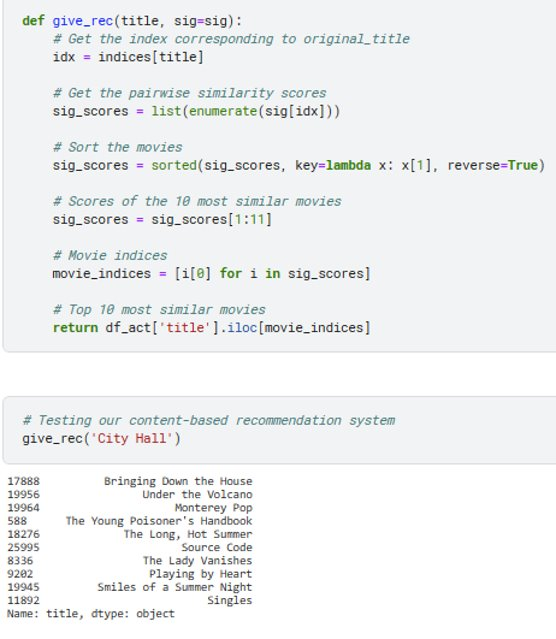 def give_rec(title, sig=sig):
# Get the index corresponding to original_title
idx = indices[title]
# Get the pairwise similarity scores
sig_scores = list(enumerate(sig[idx]))
# Sort the movies
sig_scores = sorted(sig_scores, key=lambda x: x[1], reverse=True)
# Scores of the 10 most similar movies
sig_scores = sig_scores[1:11]
# Movie indices
movie_indices = [i[0] for i in sig_scores]
# Top 10 most similar movies
return df_act['title'].iloc[movie_indices]
# Testing our content-based recommendation system
give_rec('City Hall')
17888 Bringing Down the House
19956 Under the Volcano
19964 Monterey Pop
588 The Young Poisoner's Handbook
18276 The Long, Hot Summer
25995 Source Code
8336 The Lady Vanishes
9202 Playing by Heart
19945 Smiles of a Summer Night
11892 Singles
Name: title, dtype: object